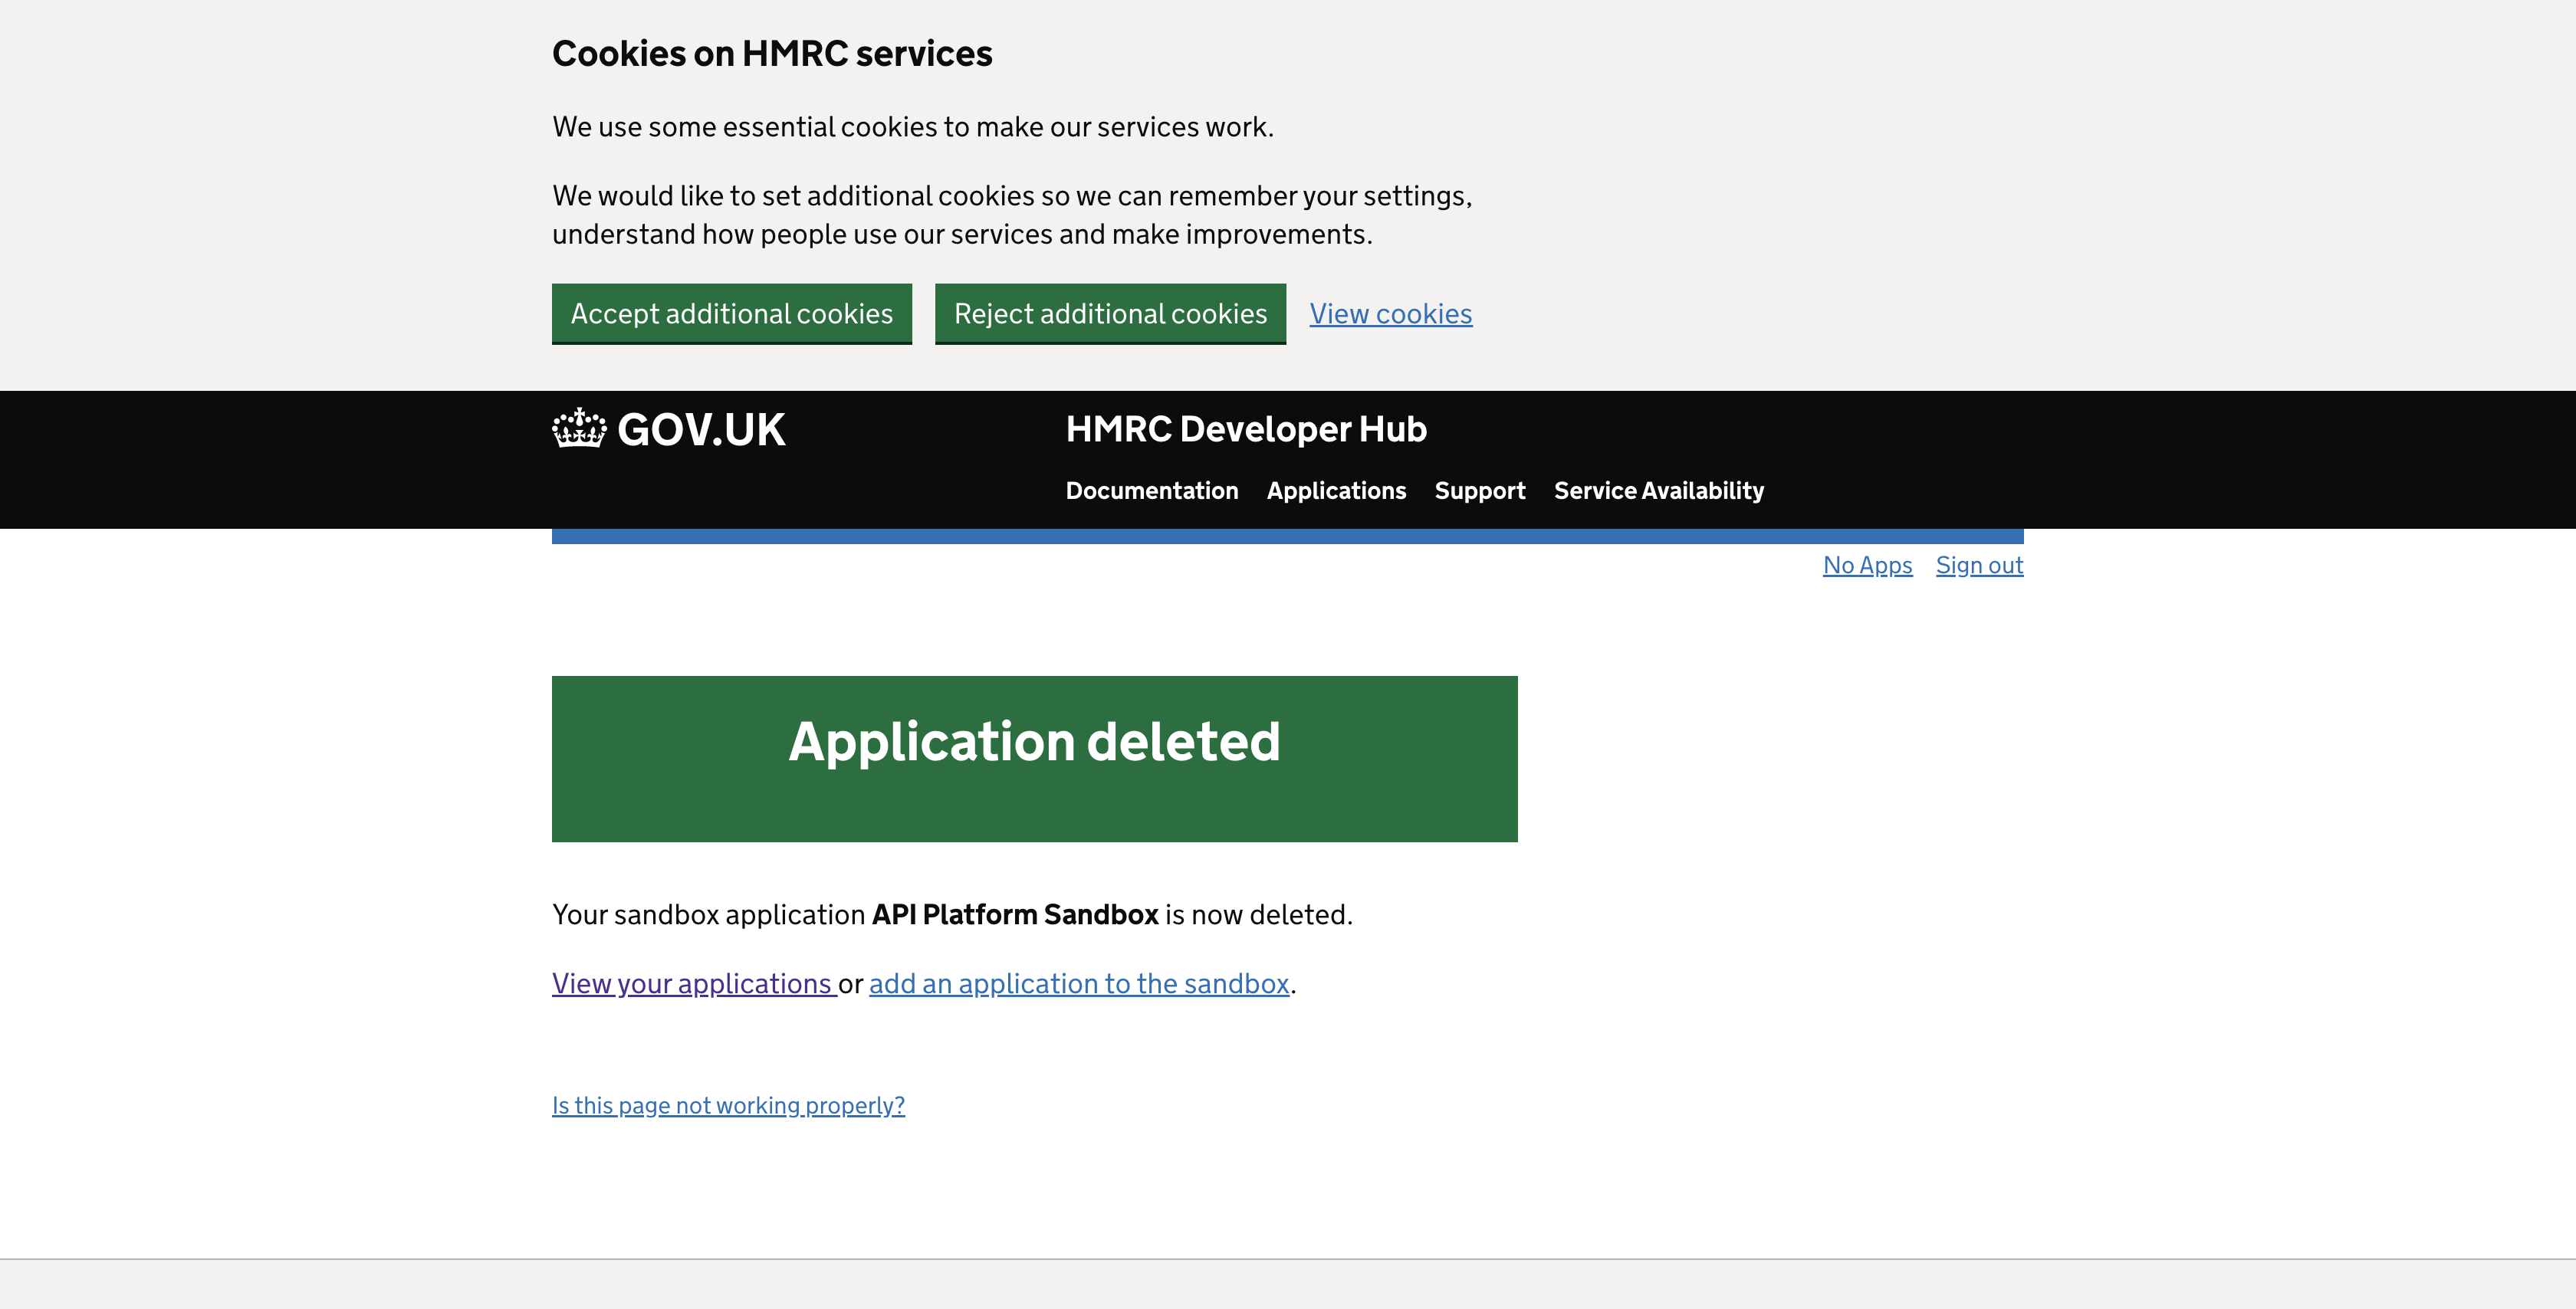 Cookies on HMRC services
We use some essential cookies to make our services work.
We would like to set additional cookies so we can remember your settings,
understand how people use our services and make improvements.
Accept additional cookies Reject additional cookies View cookies
GOV.UK HMRC Developer Hub
Documentation Applications Support Service Availability
No Apps Sign out
Application deleted
Your sandbox application API Platform Sandbox is now deleted.
View your applications or add an application to the sandbox.
Is this page not working properly?